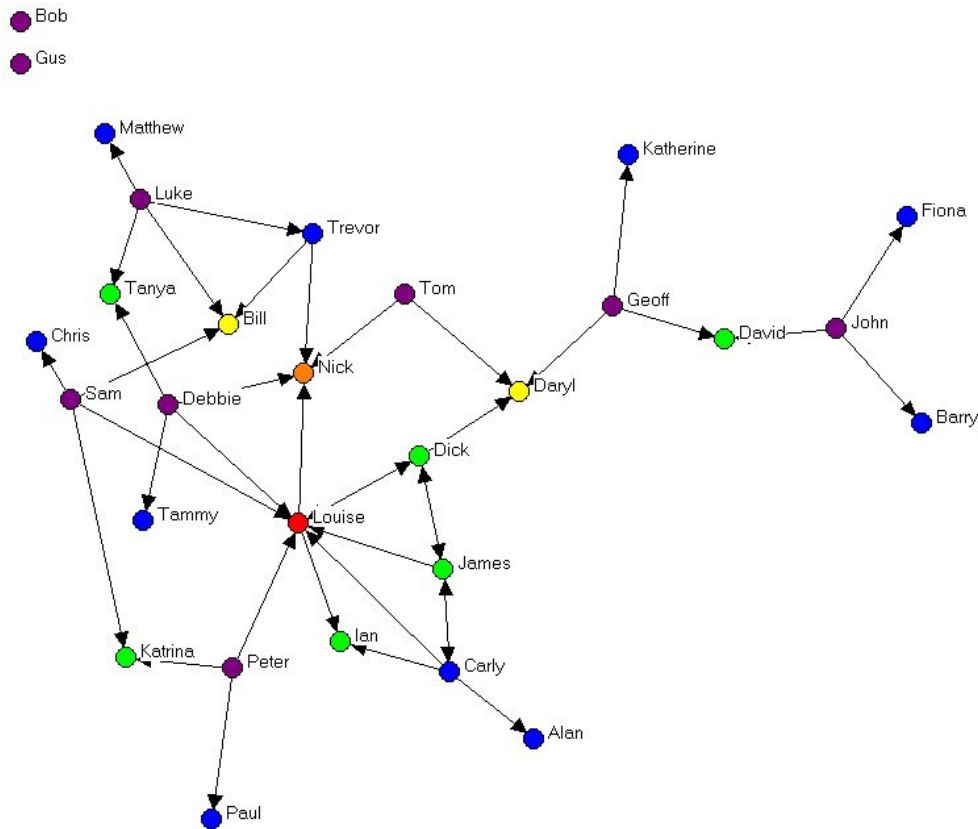 Bob
Gus
Matthew
Katherine
Luke
Fiona
Trevor
Tanya
Tom
Geoff
Bill
David
John
Chris
Nick
Daryl
Sam
Debbie
Barry
Dick
Tammy
Louise
James
Ian
Katrina
Peter
Carly
Alan
Paul